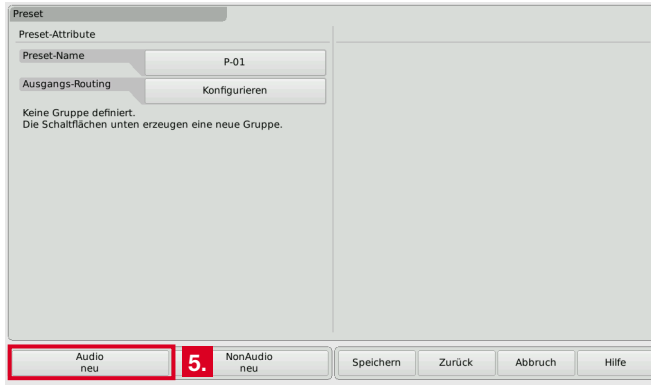 Preset
Preset-Attribute
Preset-Name
P-01
Ausgangs-Routing
Konfigurieren
Keine Gruppe definiert.
Die Schaltflächen unten erzeugen eine neue Gruppe.
Audio
neu
5.
NonAudio
neu
Speichern
Zurück
Abbruch
Hilfe